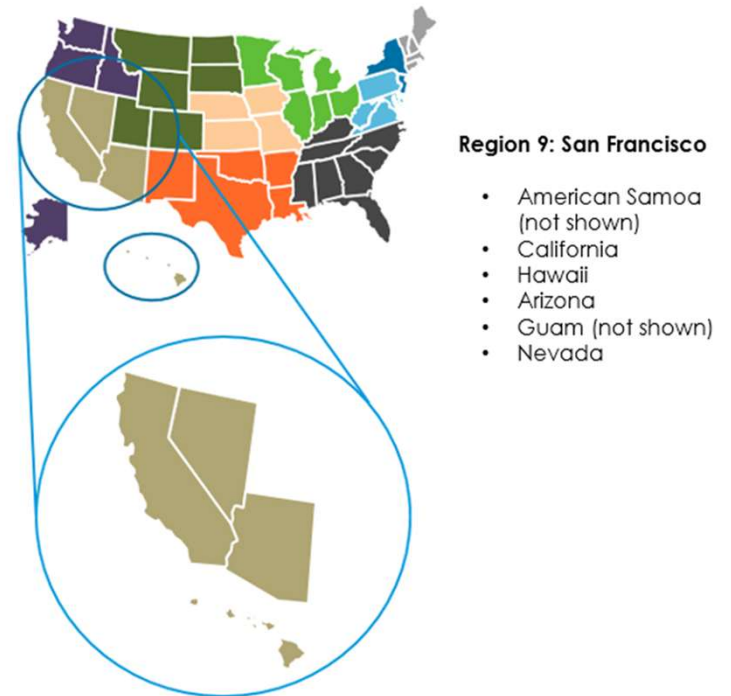 Region 9: San Francisco
• American Samoa
(not shown)
• California
• Hawaii
• Arizona
• Guam (not shown)
• Nevada